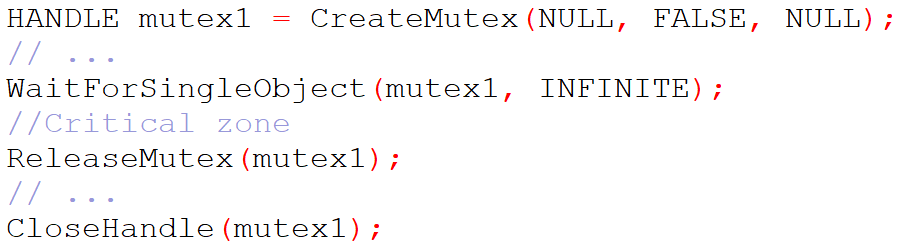 HANDLE mutex1 = CreateMutex(NULL, FALSE, NULL);
// ...
WaitForSingleObject(mutex1, INFINITE);
//Critical zone
ReleaseMutex(mutex1);
// ...
CloseHandle(mutex1);